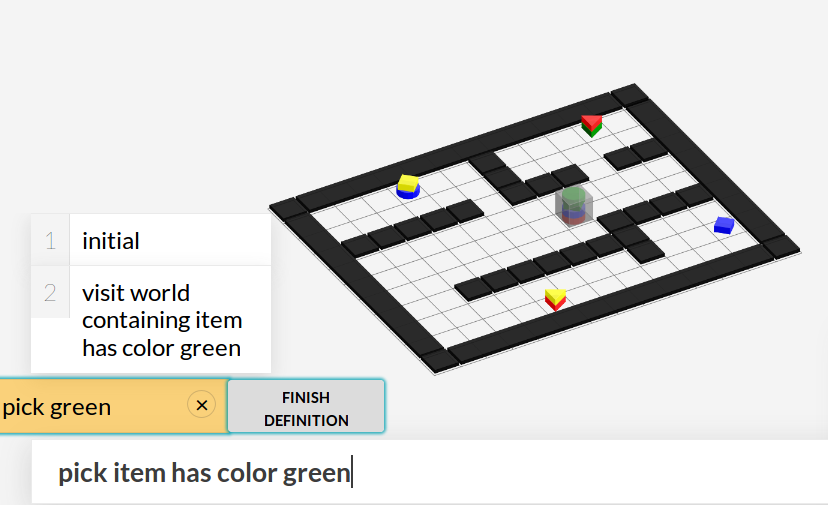 1 initial
2 visit world
containing item
has color green
pick green
FINISH
DEFINITION
pick item has color green